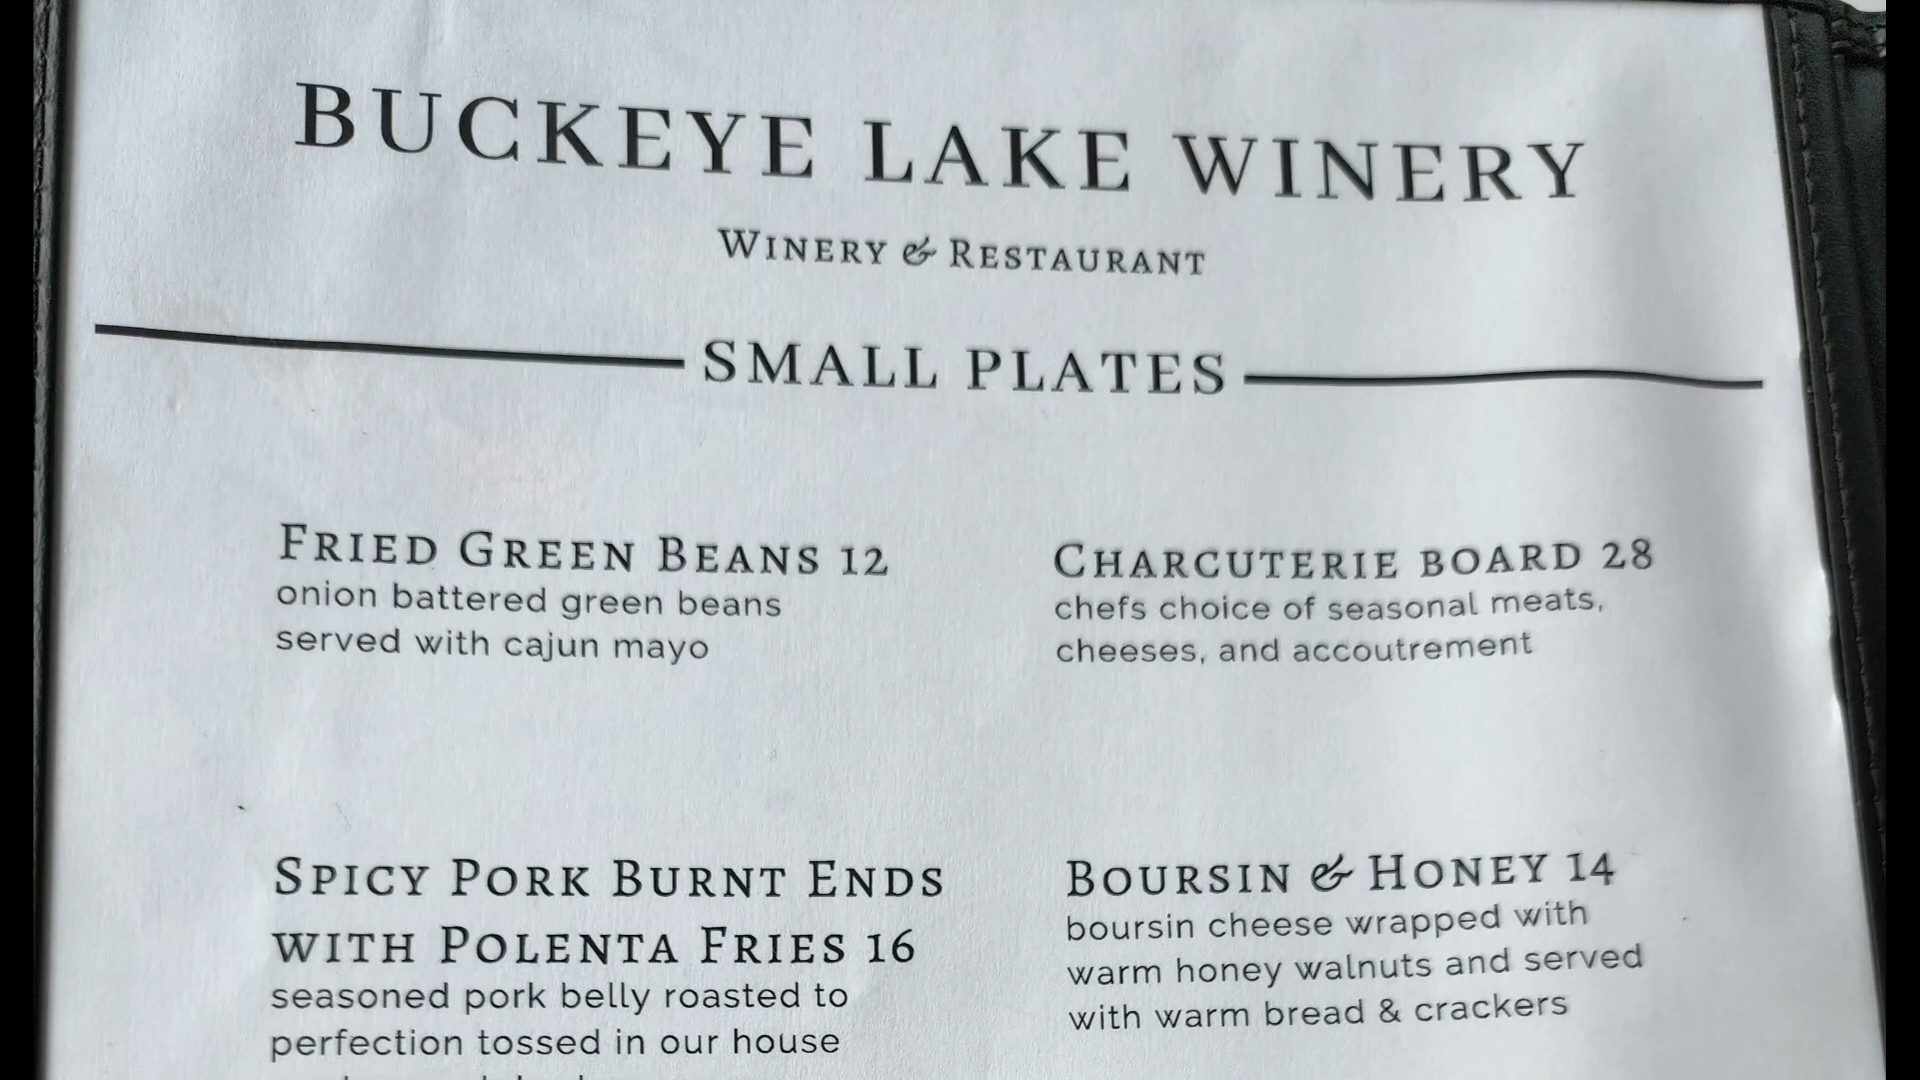 BUCKEYE LAKE WINERY
WINERY & RESTAURANT
SMALL PLATES
FRIED GREEN BEANS 12
onion battered green beans
served with cajun mayo
CHARCUTERIE BOARD 28
chefs choice of seasonal meats,
cheeses, and accoutrement
SPICY PORK BURNT ENDS
WITH POLENTA FRIES 16
seasoned pork belly roasted to
perfection tossed in our house
BOURSIN & HONEY 14
boursin cheese wrapped with
warm honey walnuts and served
with warm bread & crackers